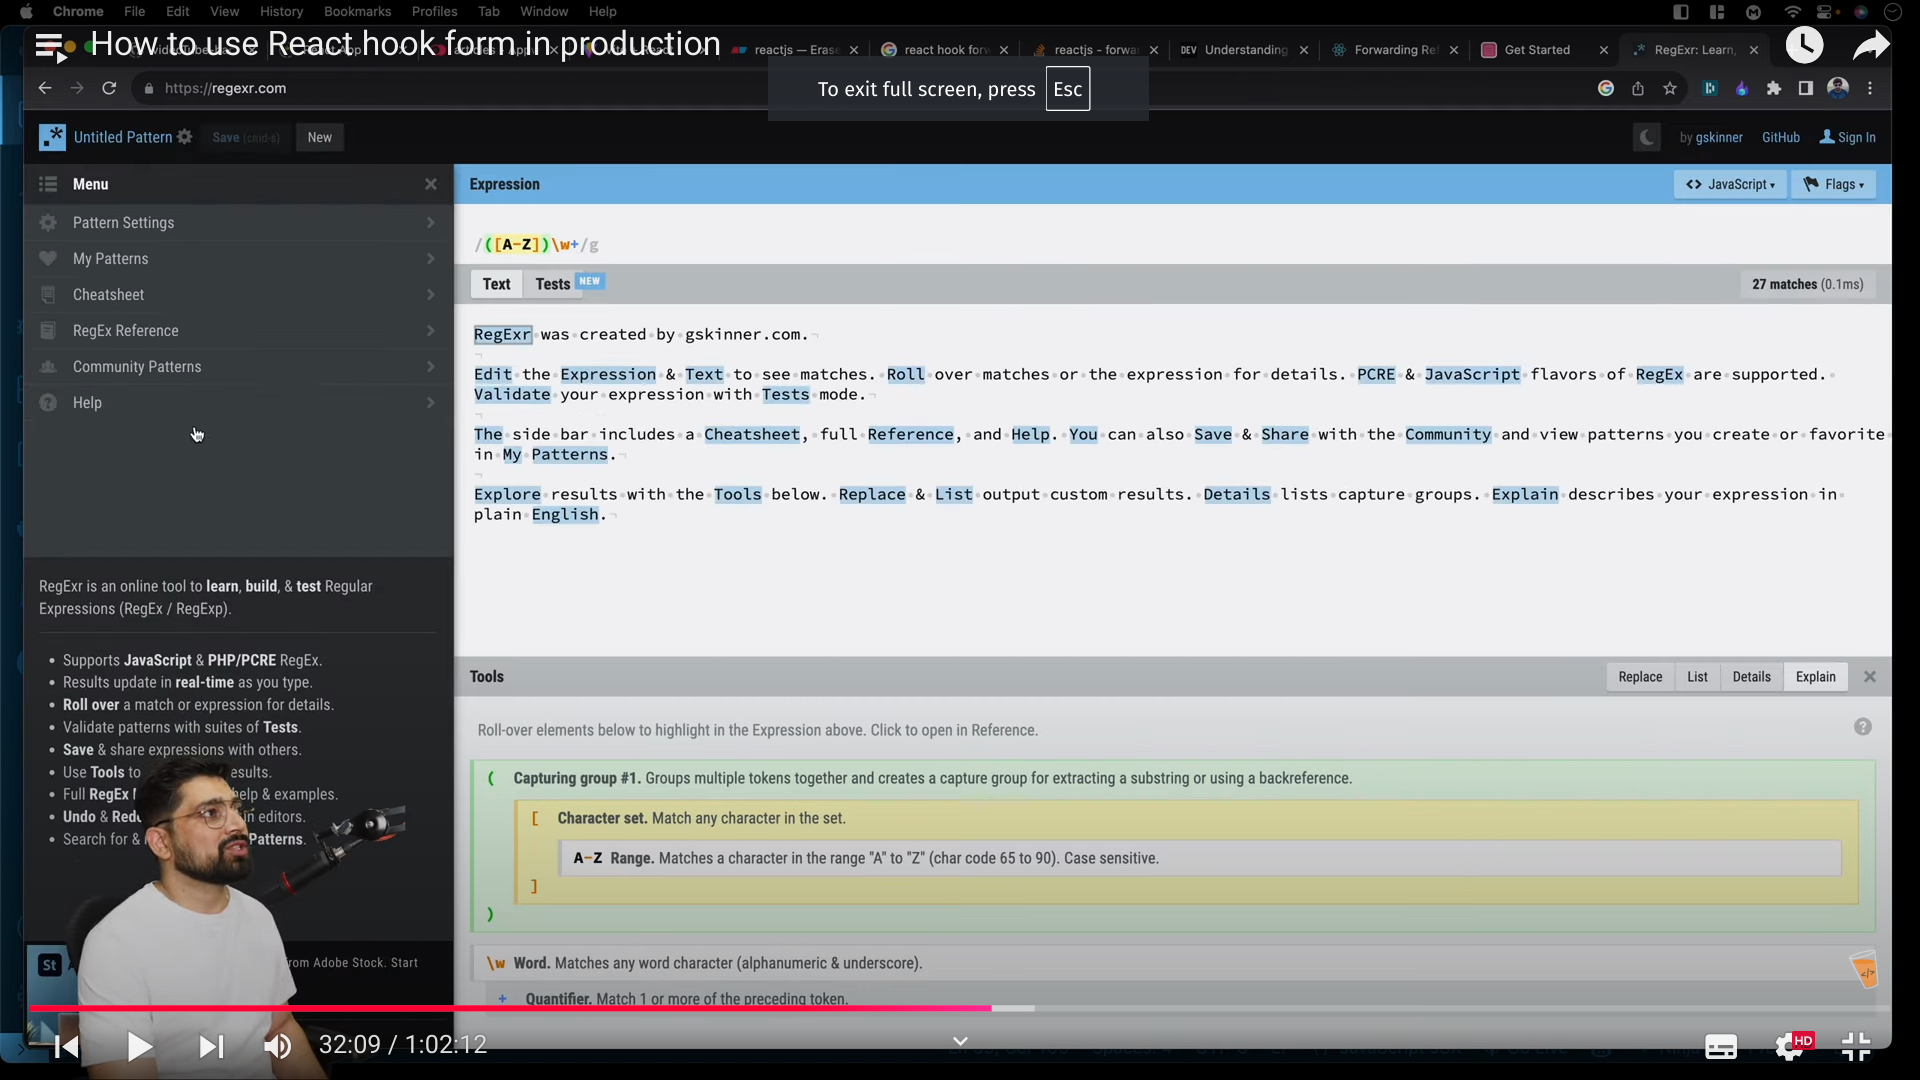 Chrome File Edit View History Bookmarks Profiles Tab Window Help
How to use React hook form in production
reactjs — Erase
react hook for
reactjs - forwa
DEV Understanding
Forwarding Ref
Get Started
RegExr: Learn,
https://regexr.com
To exit full screen, press Esc
Untitled Pattern
Save (cmd-s)
New
by gskinner GitHub Sign In
Menu
Pattern Settings
My Patterns
Cheatsheet
RegEx Reference
Community Patterns
Help
RegExr is an online tool to learn, build, & test Regular
Expressions (RegEx / RegExp).
• Supports JavaScript & PHP/PCRE RegEx.
• Results update in real-time as you type.
• Roll over a match or expression for details.
• Validate patterns with suites of Tests.
• Save & share expressions with others.
• Use Tools to esults.
• Full RegEx help & examples.
• Undo & Redo in editors.
• Search for & Patterns.
St
from Adobe Stock. Start
Expression
<> JavaScript ▾ Flags ▾
/([A-Z])\w+/g
Text Tests NEW
27 matches (0.1ms)
RegExr was created by gskinner.com.
Edit the Expression & Text to see matches. Roll over matches or the expression for details. PCRE & JavaScript flavors of RegEx are supported.
Validate your expression with Tests mode.
The side bar includes a Cheatsheet, full Reference, and Help. You can also Save & Share with the Community and view patterns you create or favorite
in My Patterns.
Explore results with the Tools below. Replace & List output custom results. Details lists capture groups. Explain describes your expression in
plain English.
Tools
Replace List Details Explain
Roll-over elements below to highlight in the Expression above. Click to open in Reference.
( Capturing group #1. Groups multiple tokens together and creates a capture group for extracting a substring or using a backreference.
[ Character set. Match any character in the set.
A-Z Range. Matches a character in the range "A" to "Z" (char code 65 to 90). Case sensitive.
]
)
\w Word. Matches any word character (alphanumeric & underscore).
+ Quantifier. Match 1 or more of the preceding token.
32:09 / 1:02:12
HD